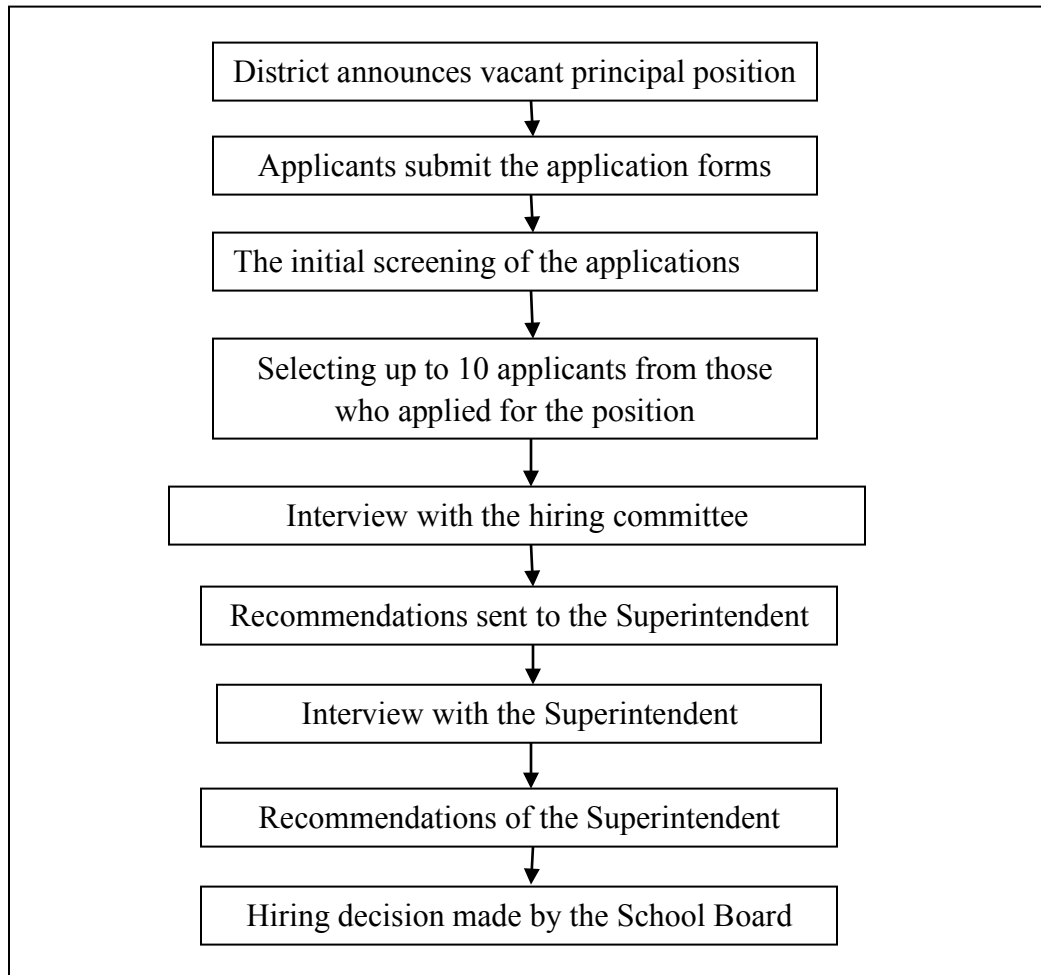 District announces vacant principal position
Applicants submit the application forms
The initial screening of the applications
Selecting up to 10 applicants from those
who applied for the position
Interview with the hiring committee
Recommendations sent to the Superintendent
Interview with the Superintendent
Recommendations of the Superintendent
Hiring decision made by the School Board